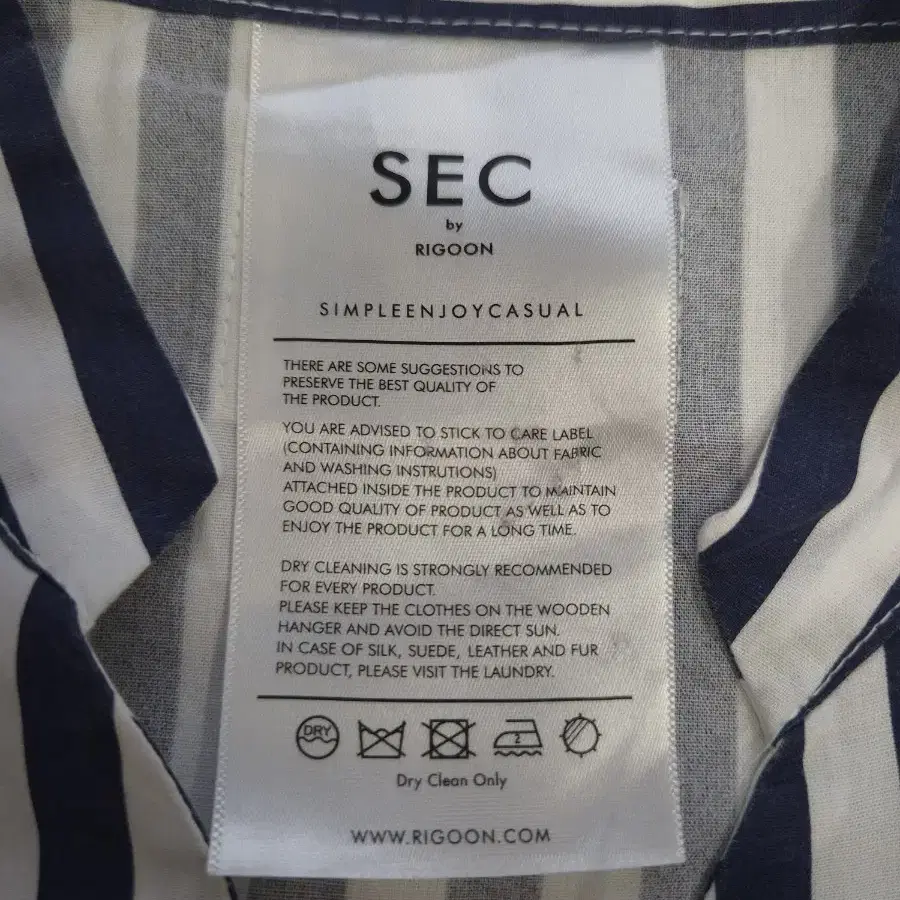 SEC
by
RIGOON
SIMPLEENJOYCASUAL
THERE ARE SOME SUGGESTIONS TO
PRESERVE THE BEST QUALITY OF
THE PRODUCT.
YOU ARE ADVISED TO STICK TO CARE LABEL
(CONTAINING INFORMATION ABOUT FABRIC
AND WASHING INSTRUTIONS)
ATTACHED INSIDE THE PRODUCT TO MAINTAIN
GOOD QUALITY OF PRODUCT AS WELL AS TO
ENJOY THE PRODUCT FOR A LONG TIME.
DRY CLEANING IS STRONGLY RECOMMENDED
FOR EVERY PRODUCT.
PLEASE KEEP THE CLOTHES ON THE WOODEN
HANGER AND AVOID THE DIRECT SUN.
IN CASE OF SILK, SUEDE, LEATHER AND FUR
PRODUCT, PLEASE VISIT THE LAUNDRY.
DRY 2
Dry Clean Only
WWW.RIGOON.COM